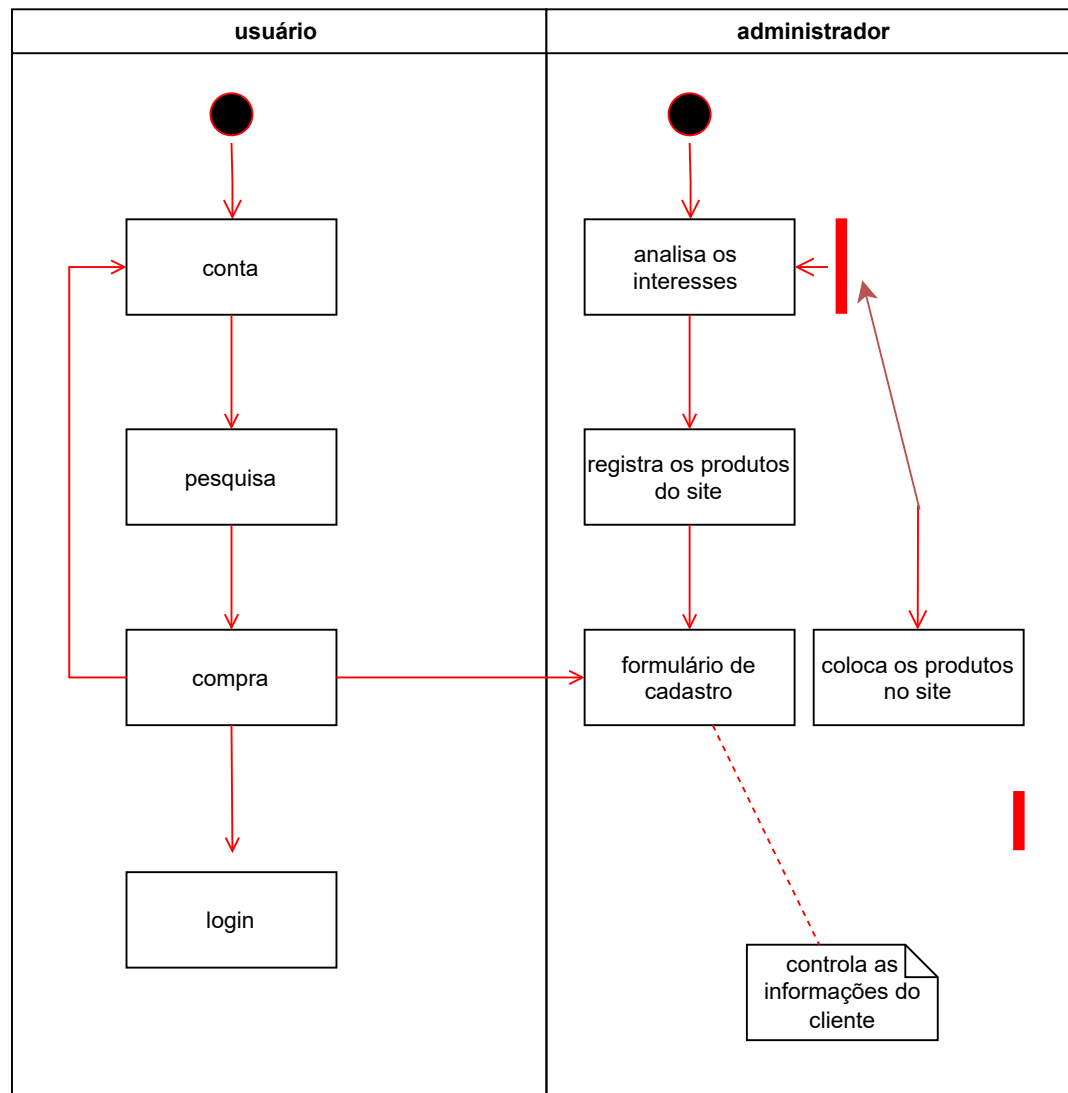 usuário
administrador
conta
analisa os
interesses
pesquisa
registra os produtos
do site
compra
formulário de
cadastro
coloca os produtos
no site
login
controla as
informações do
cliente